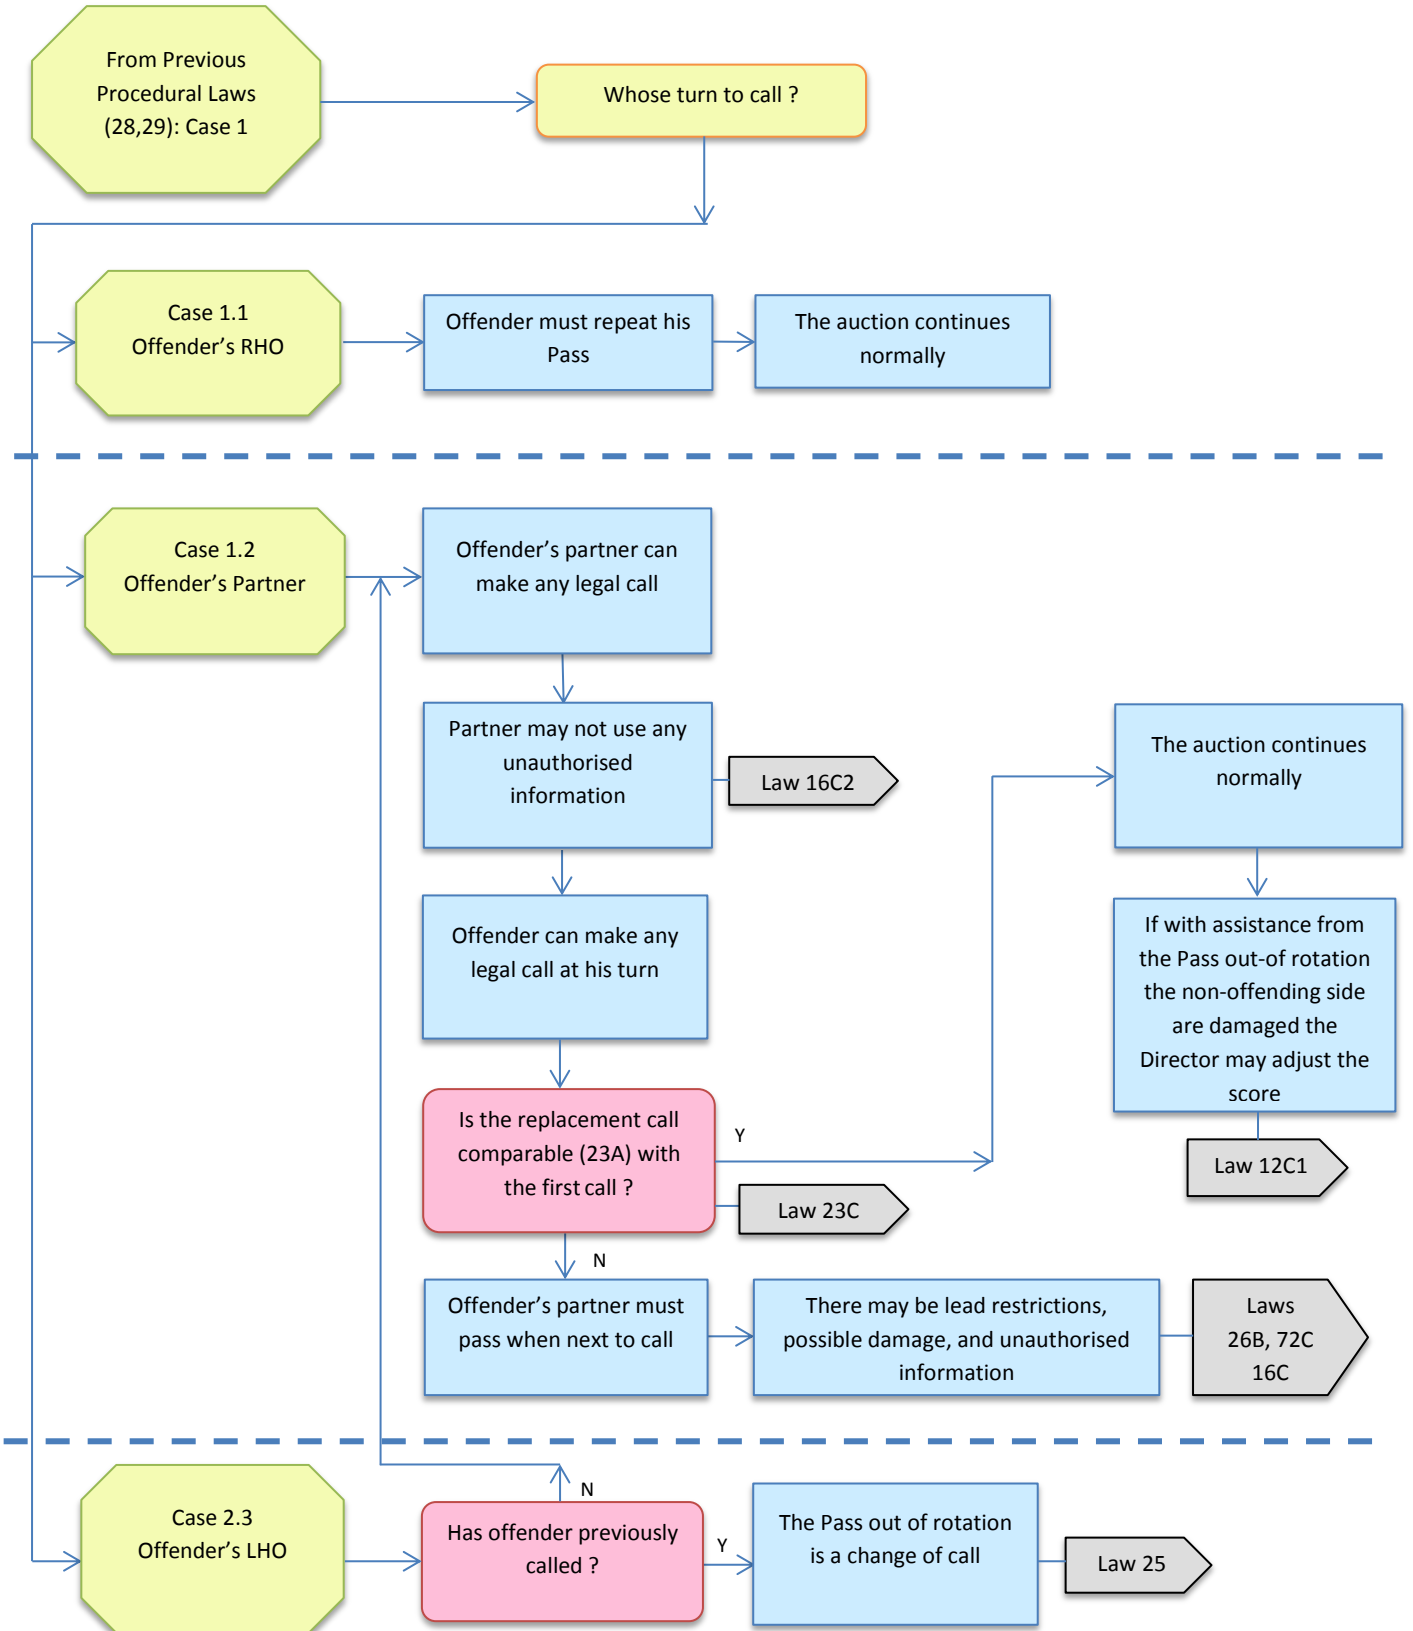 From Previous
Procedural Laws
(28,29): Case 1
Whose turn to call ?
Case 1.1
Offender’s RHO
Offender must repeat his
Pass
The auction continues
normally
Case 1.2
Offender’s Partner
Offender’s partner can
make any legal call
Partner may not use any
unauthorised
information
Law 16C2
The auction continues
normally
Offender can make any
legal call at his turn
If with assistance from
the Pass out-of rotation
the non-offending side
are damaged the
Director may adjust the
score
Law 12C1
Is the replacement call
comparable (23A) with
the first call ?
Y
Law 23C
N
Offender’s partner must
pass when next to call
There may be lead restrictions,
possible damage, and unauthorised
information
Laws
26B, 72C
16C
Case 2.3
Offender’s LHO
N
Has offender previously
called ?
Y
The Pass out of rotation
is a change of call
Law 25